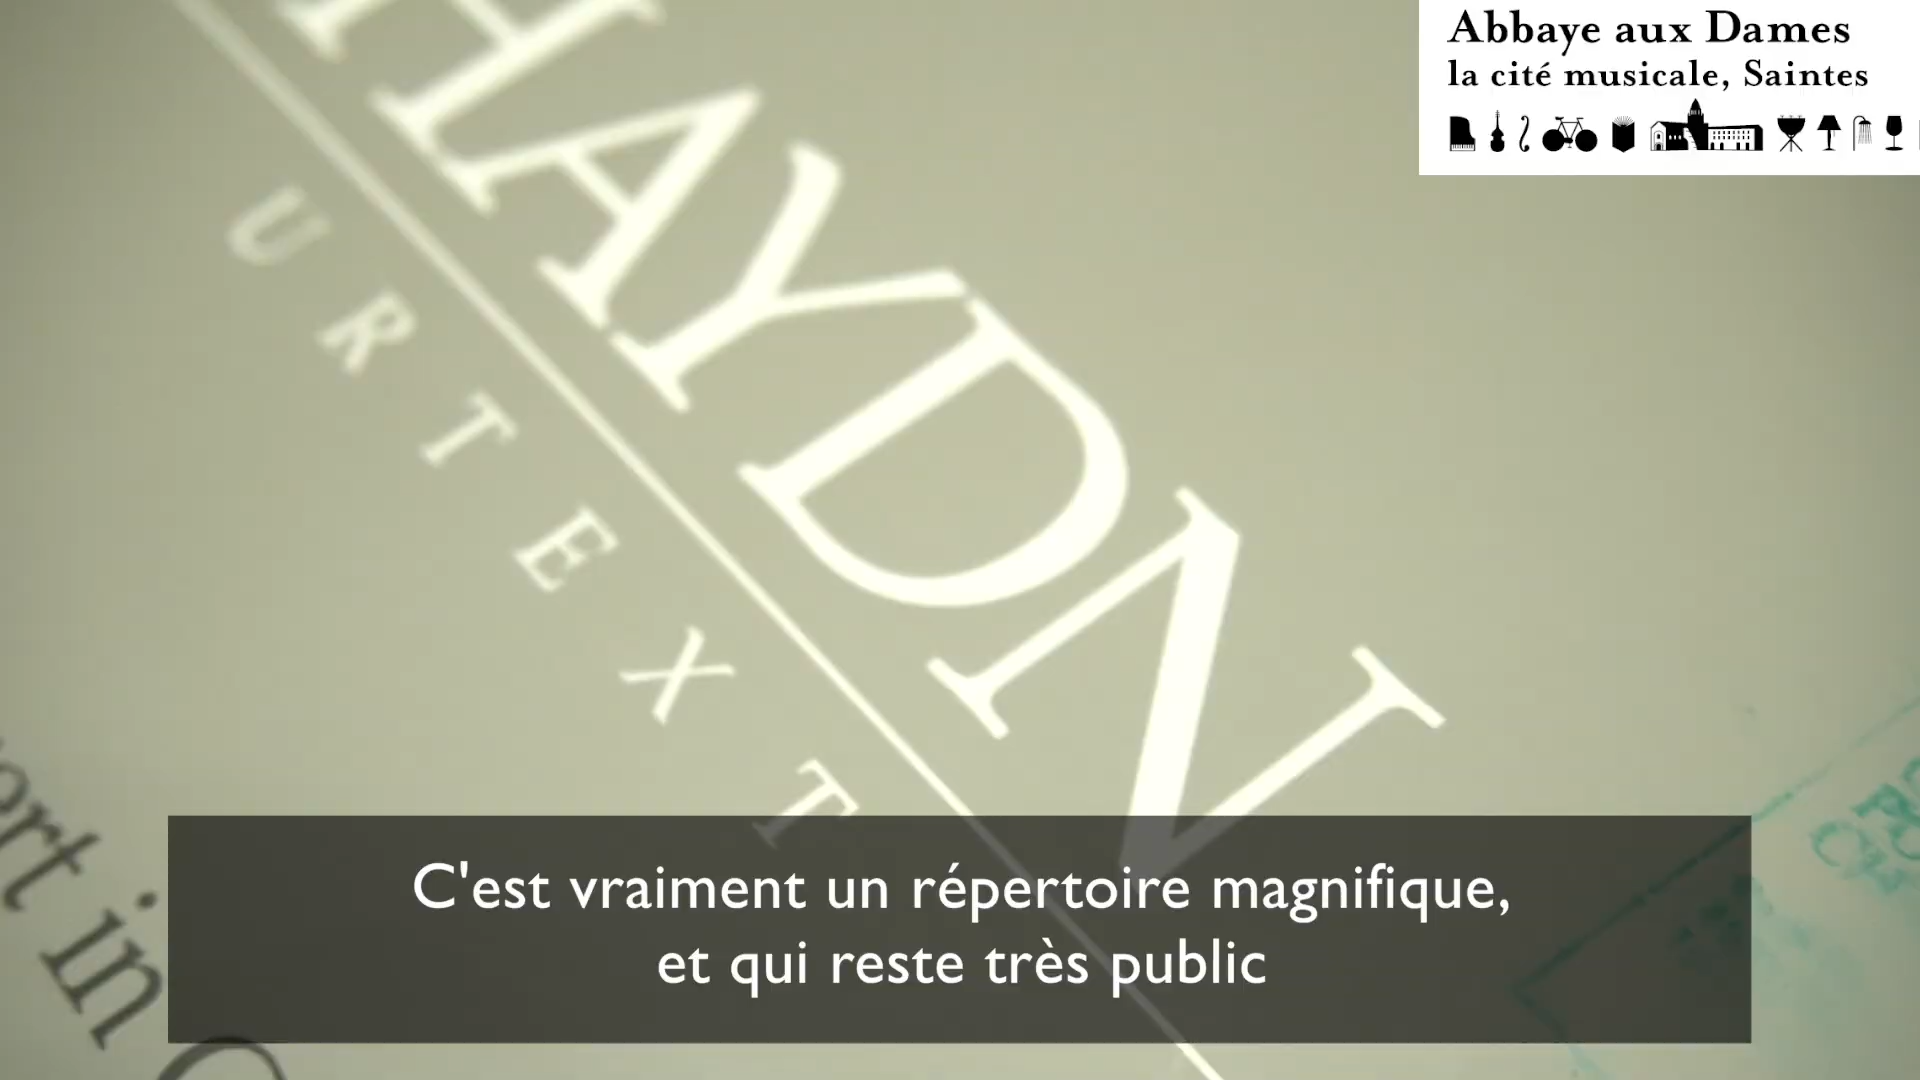 Abbaye aux Dames
la cité musicale, Saintes
HAYDN
URTEXT
in
C'est vraiment un répertoire magnifique,
et qui reste très public